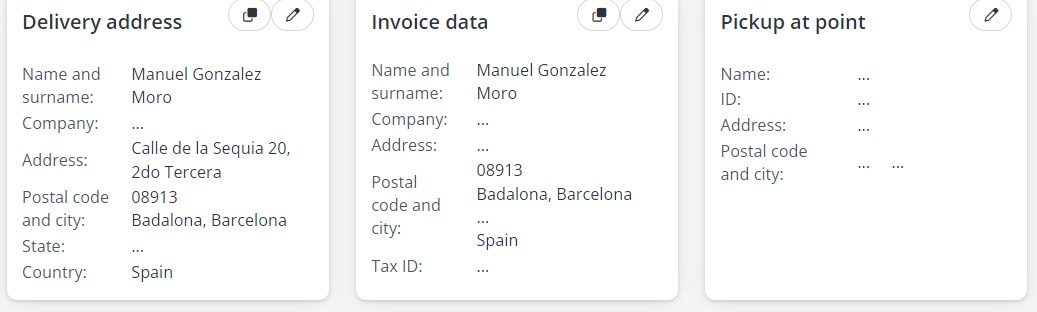 Delivery address
Name and surname: Manuel Gonzalez Moro
Company: ...
Address: Calle de la Sequia 20, 2do Tercera
Postal code and city: 08913 Badalona, Barcelona
State: ...
Country: Spain
Invoice data
Name and surname: Manuel Gonzalez Moro
Company: ...
Address: ...
Postal code and city: 08913 Badalona, Barcelona ... Spain
Tax ID: ...
Pickup at point
Name: ...
ID: ...
Address: ...
Postal code and city: ... ...